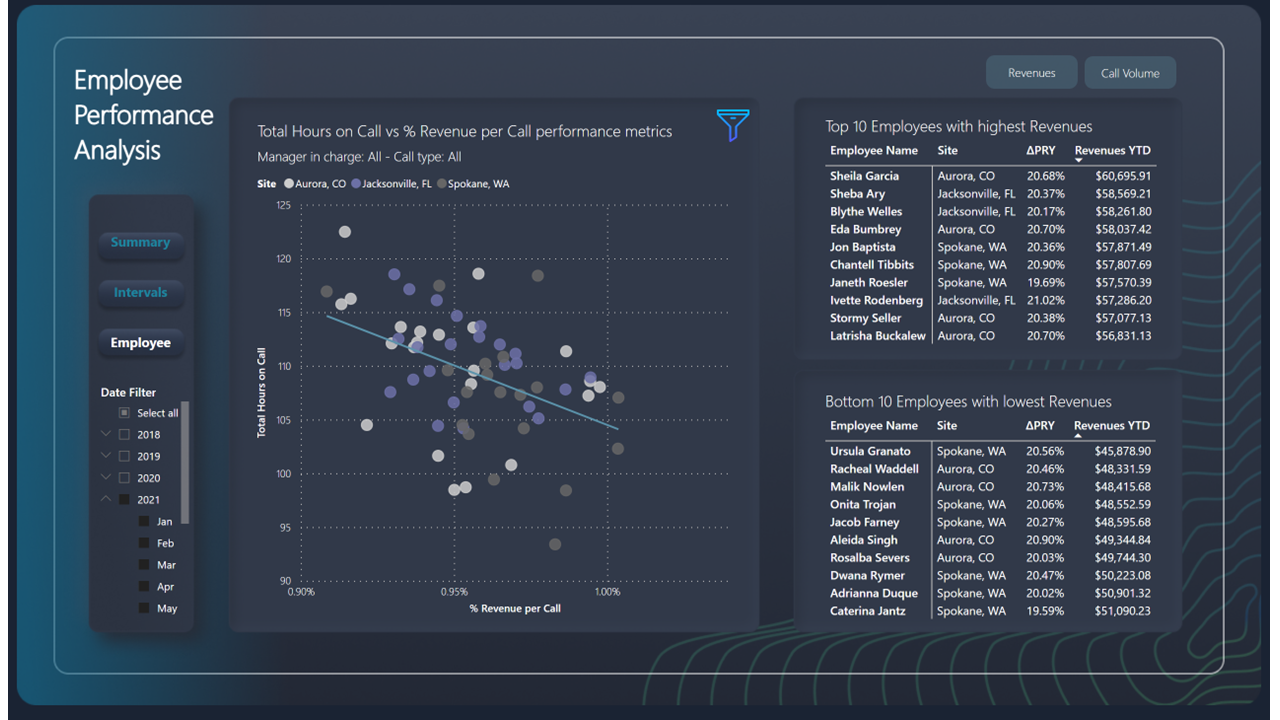 Employee
Performance
Analysis
Revenues
Call Volume
Summary
Intervals
Employee
Date Filter
Select all
2018
2019
2020
2021
Jan
Feb
Mar
Apr
May
Total Hours on Call vs % Revenue per Call performance metrics
Manager in charge: All - Call type: All
Site Aurora, CO Jacksonville, FL Spokane, WA
Total Hours on Call
125
120
115
110
105
100
95
90
0.90% 0.95% 1.00%
% Revenue per Call
Top 10 Employees with highest Revenues
Employee Name Site ΔPRY Revenues YTD
Sheila Garcia Aurora, CO 20.68% $60,695.91
Sheba Ary Jacksonville, FL 20.37% $58,569.21
Blythe Welles Jacksonville, FL 20.17% $58,261.80
Eda Bumbrey Aurora, CO 20.70% $58,037.42
Jon Baptista Spokane, WA 20.36% $57,871.49
Chantell Tibbits Spokane, WA 20.90% $57,807.69
Janeth Roesler Spokane, WA 19.69% $57,570.39
Ivette Rodenberg Jacksonville, FL 21.02% $57,286.20
Stormy Seller Aurora, CO 20.38% $57,077.13
Latrisha Buckalew Aurora, CO 20.70% $56,831.13
Bottom 10 Employees with lowest Revenues
Employee Name Site ΔPRY Revenues YTD
Ursula Granato Spokane, WA 20.56% $45,878.90
Racheal Waddell Aurora, CO 20.46% $48,331.59
Malik Nowlen Aurora, CO 20.73% $48,415.68
Onita Trojan Spokane, WA 20.06% $48,552.59
Jacob Farney Spokane, WA 20.27% $48,595.68
Aleida Singh Aurora, CO 20.90% $49,344.84
Rosalba Severs Aurora, CO 20.03% $49,744.30
Dwana Rymer Spokane, WA 20.47% $50,223.08
Adrianna Duque Spokane, WA 20.02% $50,901.32
Caterina Jantz Spokane, WA 19.59% $51,090.23